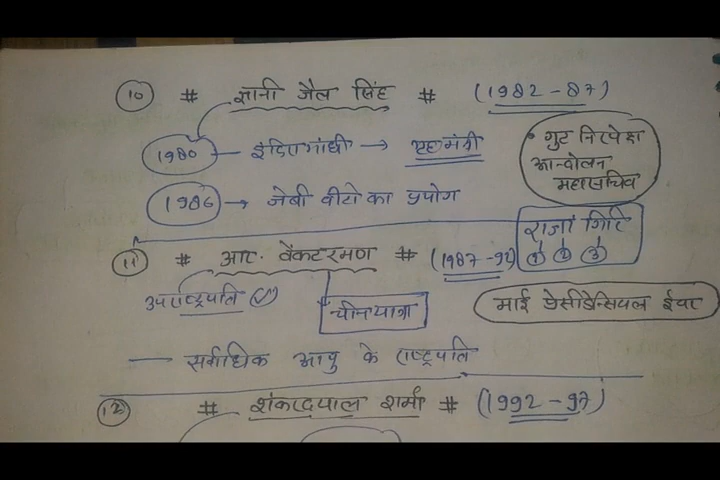 10 # ज्ञानी जैल सिंह # (1982-87)
1980 — इंदिरा गांधी → गृहमंत्री
• गुट निरपेक्ष
आन्दोलन
महासचिव
1986 → जेबी वीटो का प्रयोग
राजा गिरि
1 2 3
11 # आर. वेंकटरमण # (1987-92)
उपराष्ट्रपति
चीन यात्रा
माई प्रेसीडेन्सियल ईयर
— सर्वाधिक आयु के राष्ट्रपति
12 # शंकरदयाल शर्मा # (1992-97)